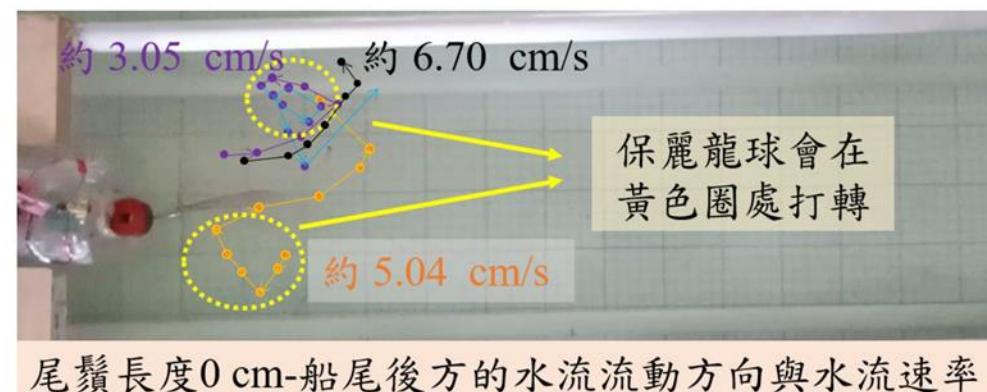 約 3.05 cm/s
約 6.70 cm/s
保麗龍球會在
黃色圈處打轉
約 5.04 cm/s
尾鬚長度0 cm-船尾後方的水流流動方向與水流速率